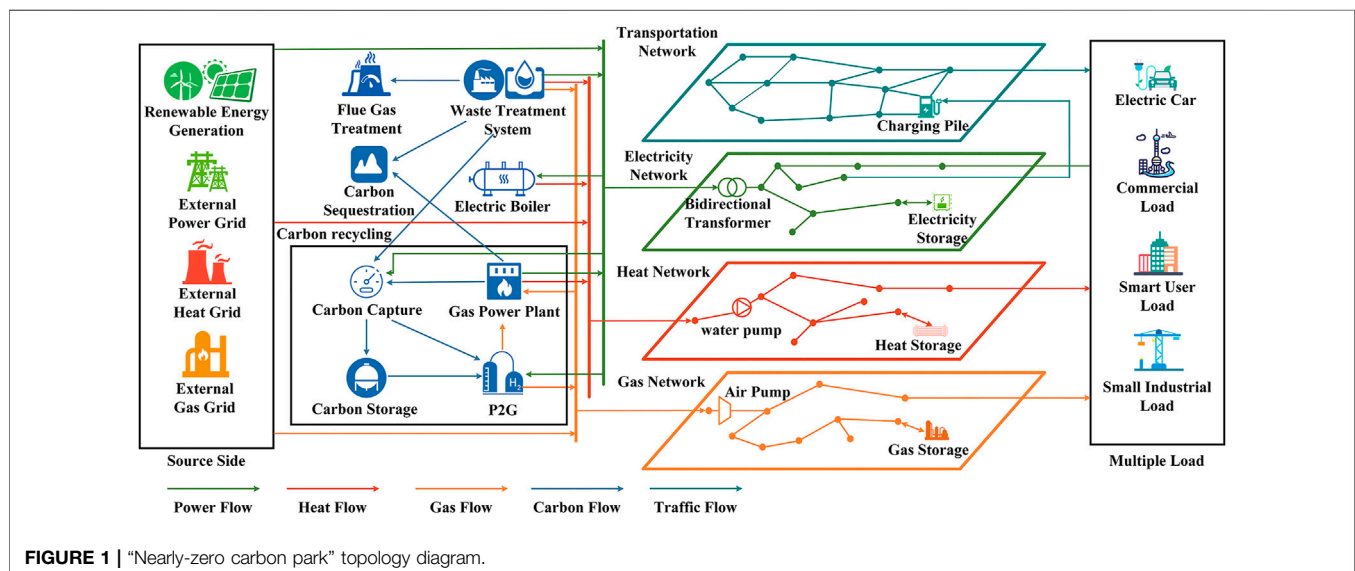 Renewable Energy
Generation
External
Power Grid
External
Heat Grid
External
Gas Grid
Source Side
Flue Gas
Treatment
Waste Treatment
System
Carbon
Sequestration
Electric Boiler
Carbon recycling
Carbon Capture
Gas Power Plant
Carbon Storage
H2
P2G
Transportation
Network
Charging Pile
Electricity
Network
Bidirectional
Transformer
Electricity
Storage
Heat Network
water pump
Heat Storage
Gas Network
Air Pump
Gas Storage
Electric Car
Commercial
Load
Smart User
Load
Small Industrial
Load
Multiple Load
Power Flow
Heat Flow
Gas Flow
Carbon Flow
Traffic Flow
FIGURE 1 | “Nearly-zero carbon park” topology diagram.